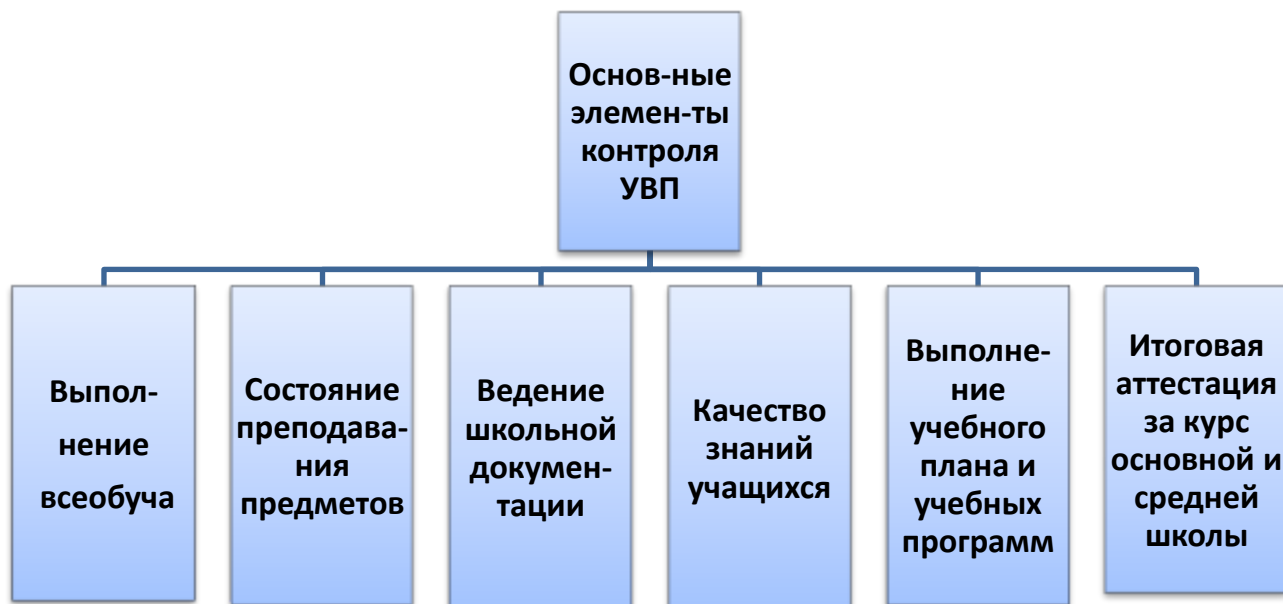 Основ-ные
элемен-ты
контроля
УВП
Выпол-
нение
всеобуча
Состояние
преподава-
ния
предметов
Ведение
школьной
докумен-
тации
Качество
знаний
учащихся
Выполне-
ние
учебного
плана и
учебных
программ
Итоговая
аттестация
за курс
основной и
средней
школы